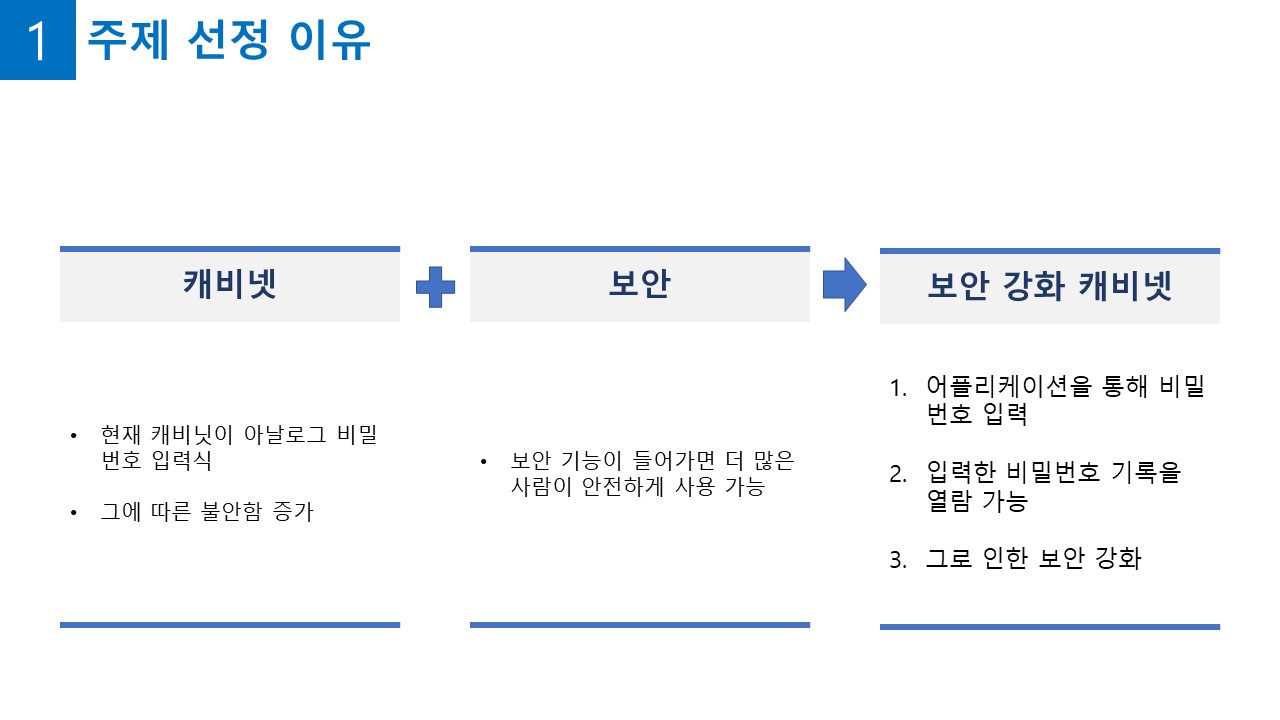 1 주제 선정 이유
캐비넷
보안
보안 강화 캐비넷
• 현재 캐비닛이 아날로그 비밀
번호 입력식
• 그에 따른 불안함 증가
• 보안 기능이 들어가면 더 많은
사람이 안전하게 사용 가능
1. 어플리케이션을 통해 비밀
번호 입력
2. 입력한 비밀번호 기록을
열람 가능
3. 그로 인한 보안 강화